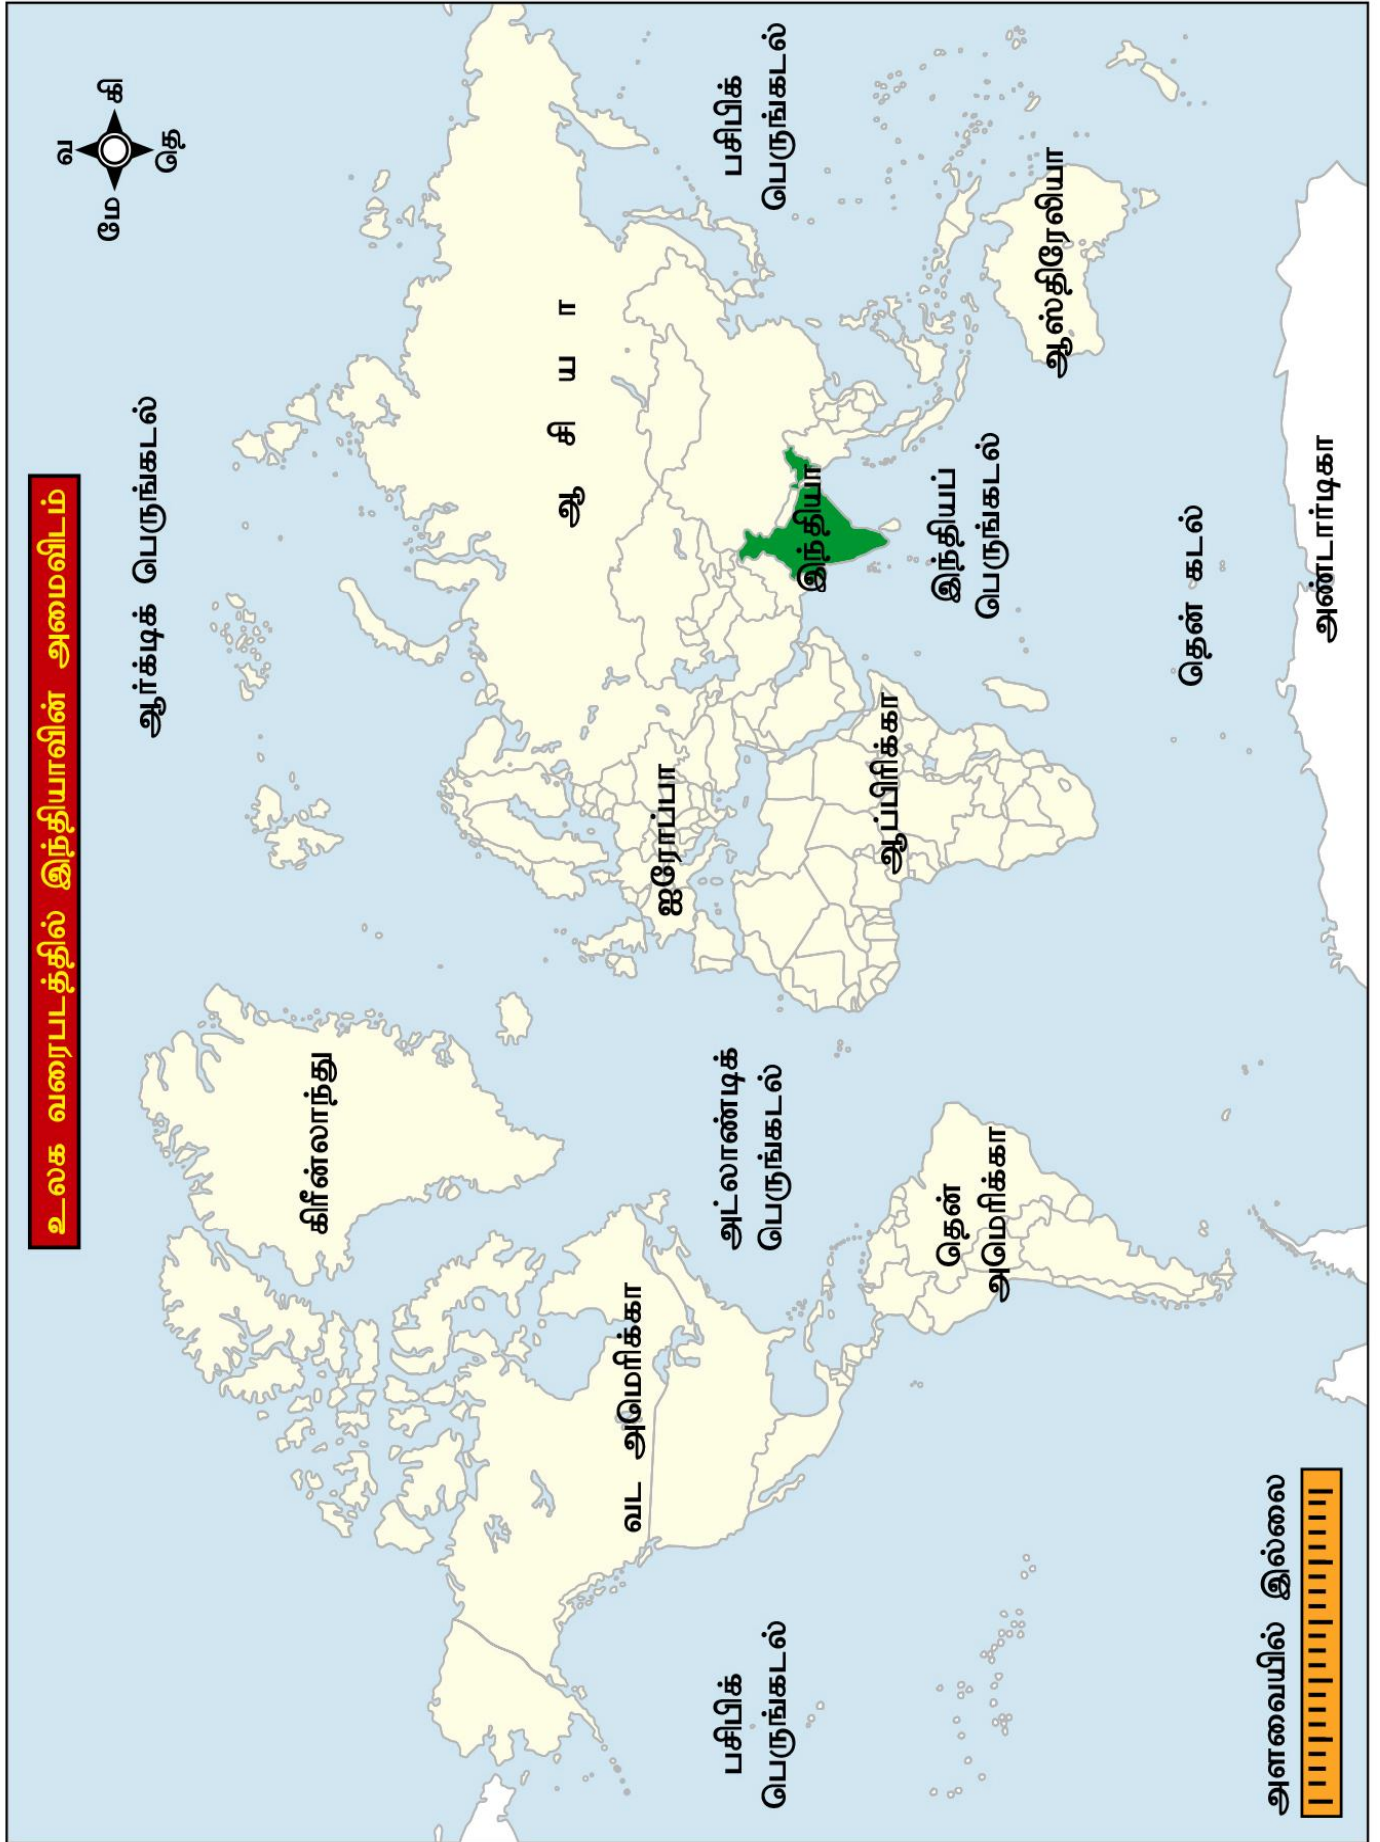 உலக வரைபடத்தில் இந்தியாவின் அமைவிடம்
வ
மே
கி
தெ
ஆர்க்டிக் பெருங்கடல்
கிரீன்லாந்து
ஆ சி யா
வட அமெரிக்கா
ஐரோப்பா
பசிபிக்
பெருங்கடல்
அட்லாண்டிக்
பெருங்கடல்
பசிபிக்
பெருங்கடல்
இந்தியா
ஆப்பிரிக்கா
தென்
அமெரிக்கா
இந்தியப்
பெருங்கடல்
ஆஸ்திரேலியா
தென் கடல்
அளவையில் இல்லை
அண்டார்டிகா